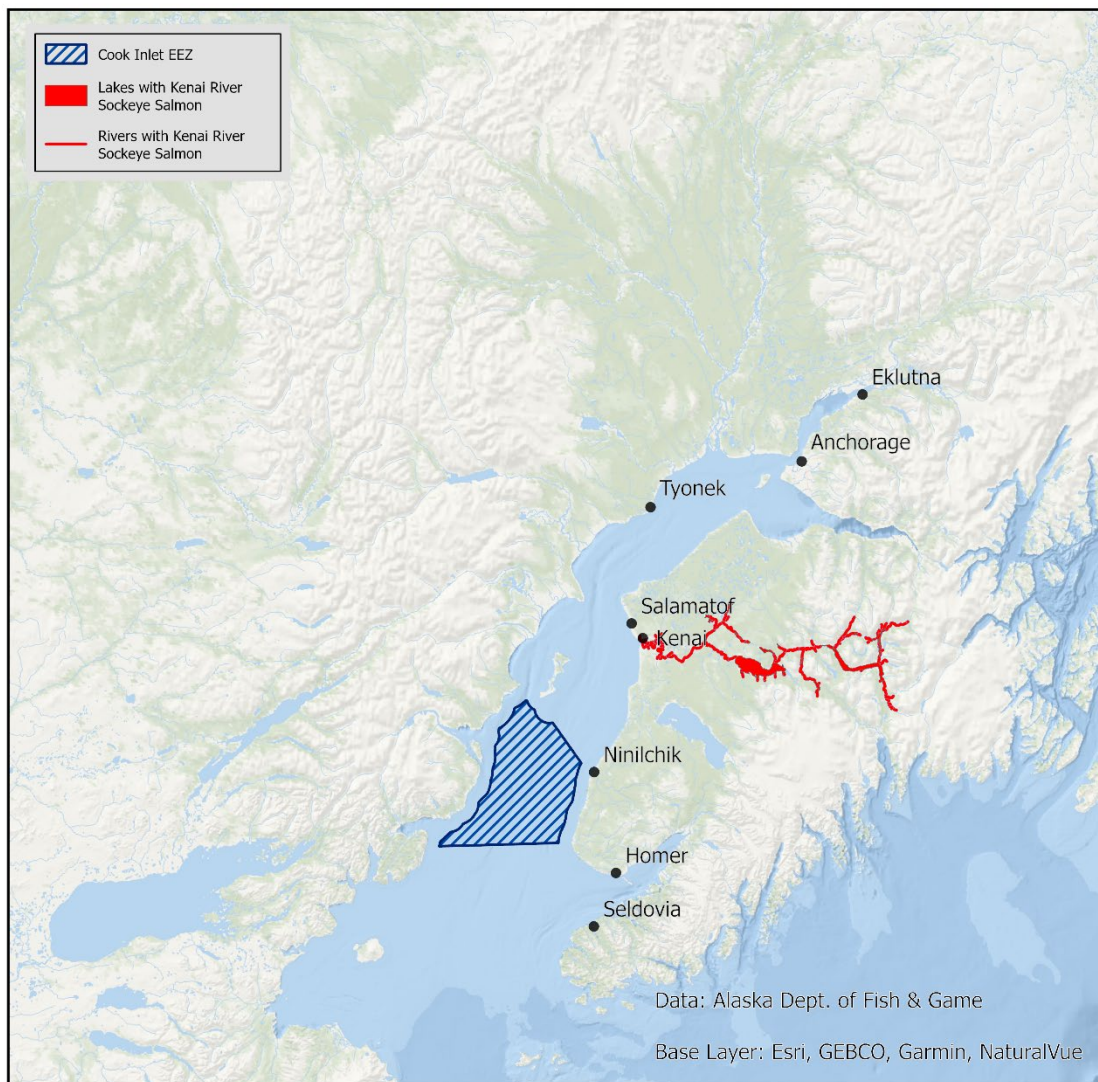 Cook Inlet EEZ
Lakes with Kenai River
Sockeye Salmon
Rivers with Kenai River
Sockeye Salmon
Eklutna
Anchorage
Tyonek
Salamatof
Kenai
Ninilchik
Homer
Seldovia
Data: Alaska Dept. of Fish & Game
Base Layer: Esri, GEBCO, Garmin, NaturalVue